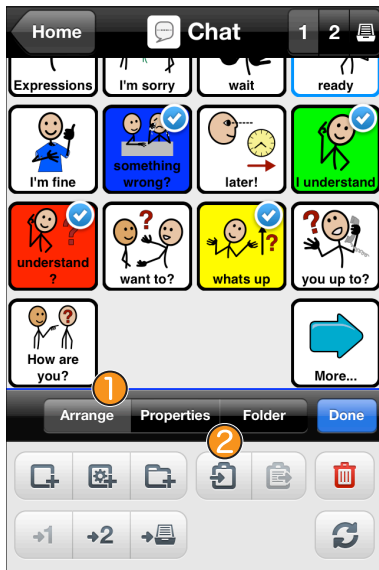 Home
Chat
1 2
Expressions
I'm sorry
wait
ready
I'm fine
something
wrong?
later!
I understand
understand
?
want to?
whats up
you up to?
How are
you?
More...
1
Arrange
Properties
Folder
Done
2
→1
→2